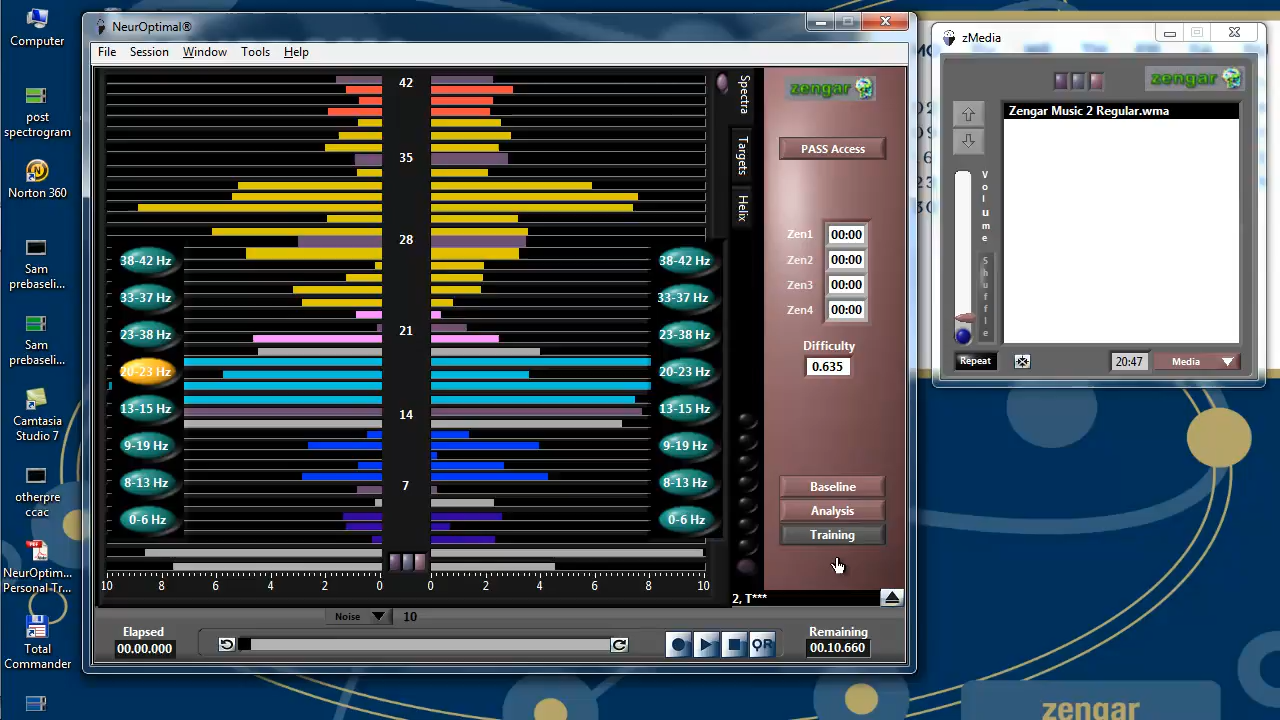 Computer
post
spectrogram
Norton 360
Sam
prebaseli...
Sam
prebaseli...
Camtasia
Studio 7
otherpre
ccac
NeurOptim...
Personal Tr...
Total
Commander
NeurOptimal®
File Session Window Tools Help
42
35
28
21
14
7
38-42 Hz
33-37 Hz
23-38 Hz
20-23 Hz
13-15 Hz
9-19 Hz
8-13 Hz
0-6 Hz
38-42 Hz
33-37 Hz
23-38 Hz
20-23 Hz
13-15 Hz
9-19 Hz
8-13 Hz
0-6 Hz
10 8 6 4 2 0 0 2 4 6 8 10
Noise 10
Spectra
Targets
Helix
zengar
PASS Access
Zen1 00:00
Zen2 00:00
Zen3 00:00
Zen4 00:00
Difficulty
0.635
Baseline
Analysis
Training
2, T***
Elapsed
00.00.000
QR
Remaining
00.10.660
zMedia
zengar
Zengar Music 2 Regular.wma
Volume
Shuffle
Repeat
20:47
Media
zengar